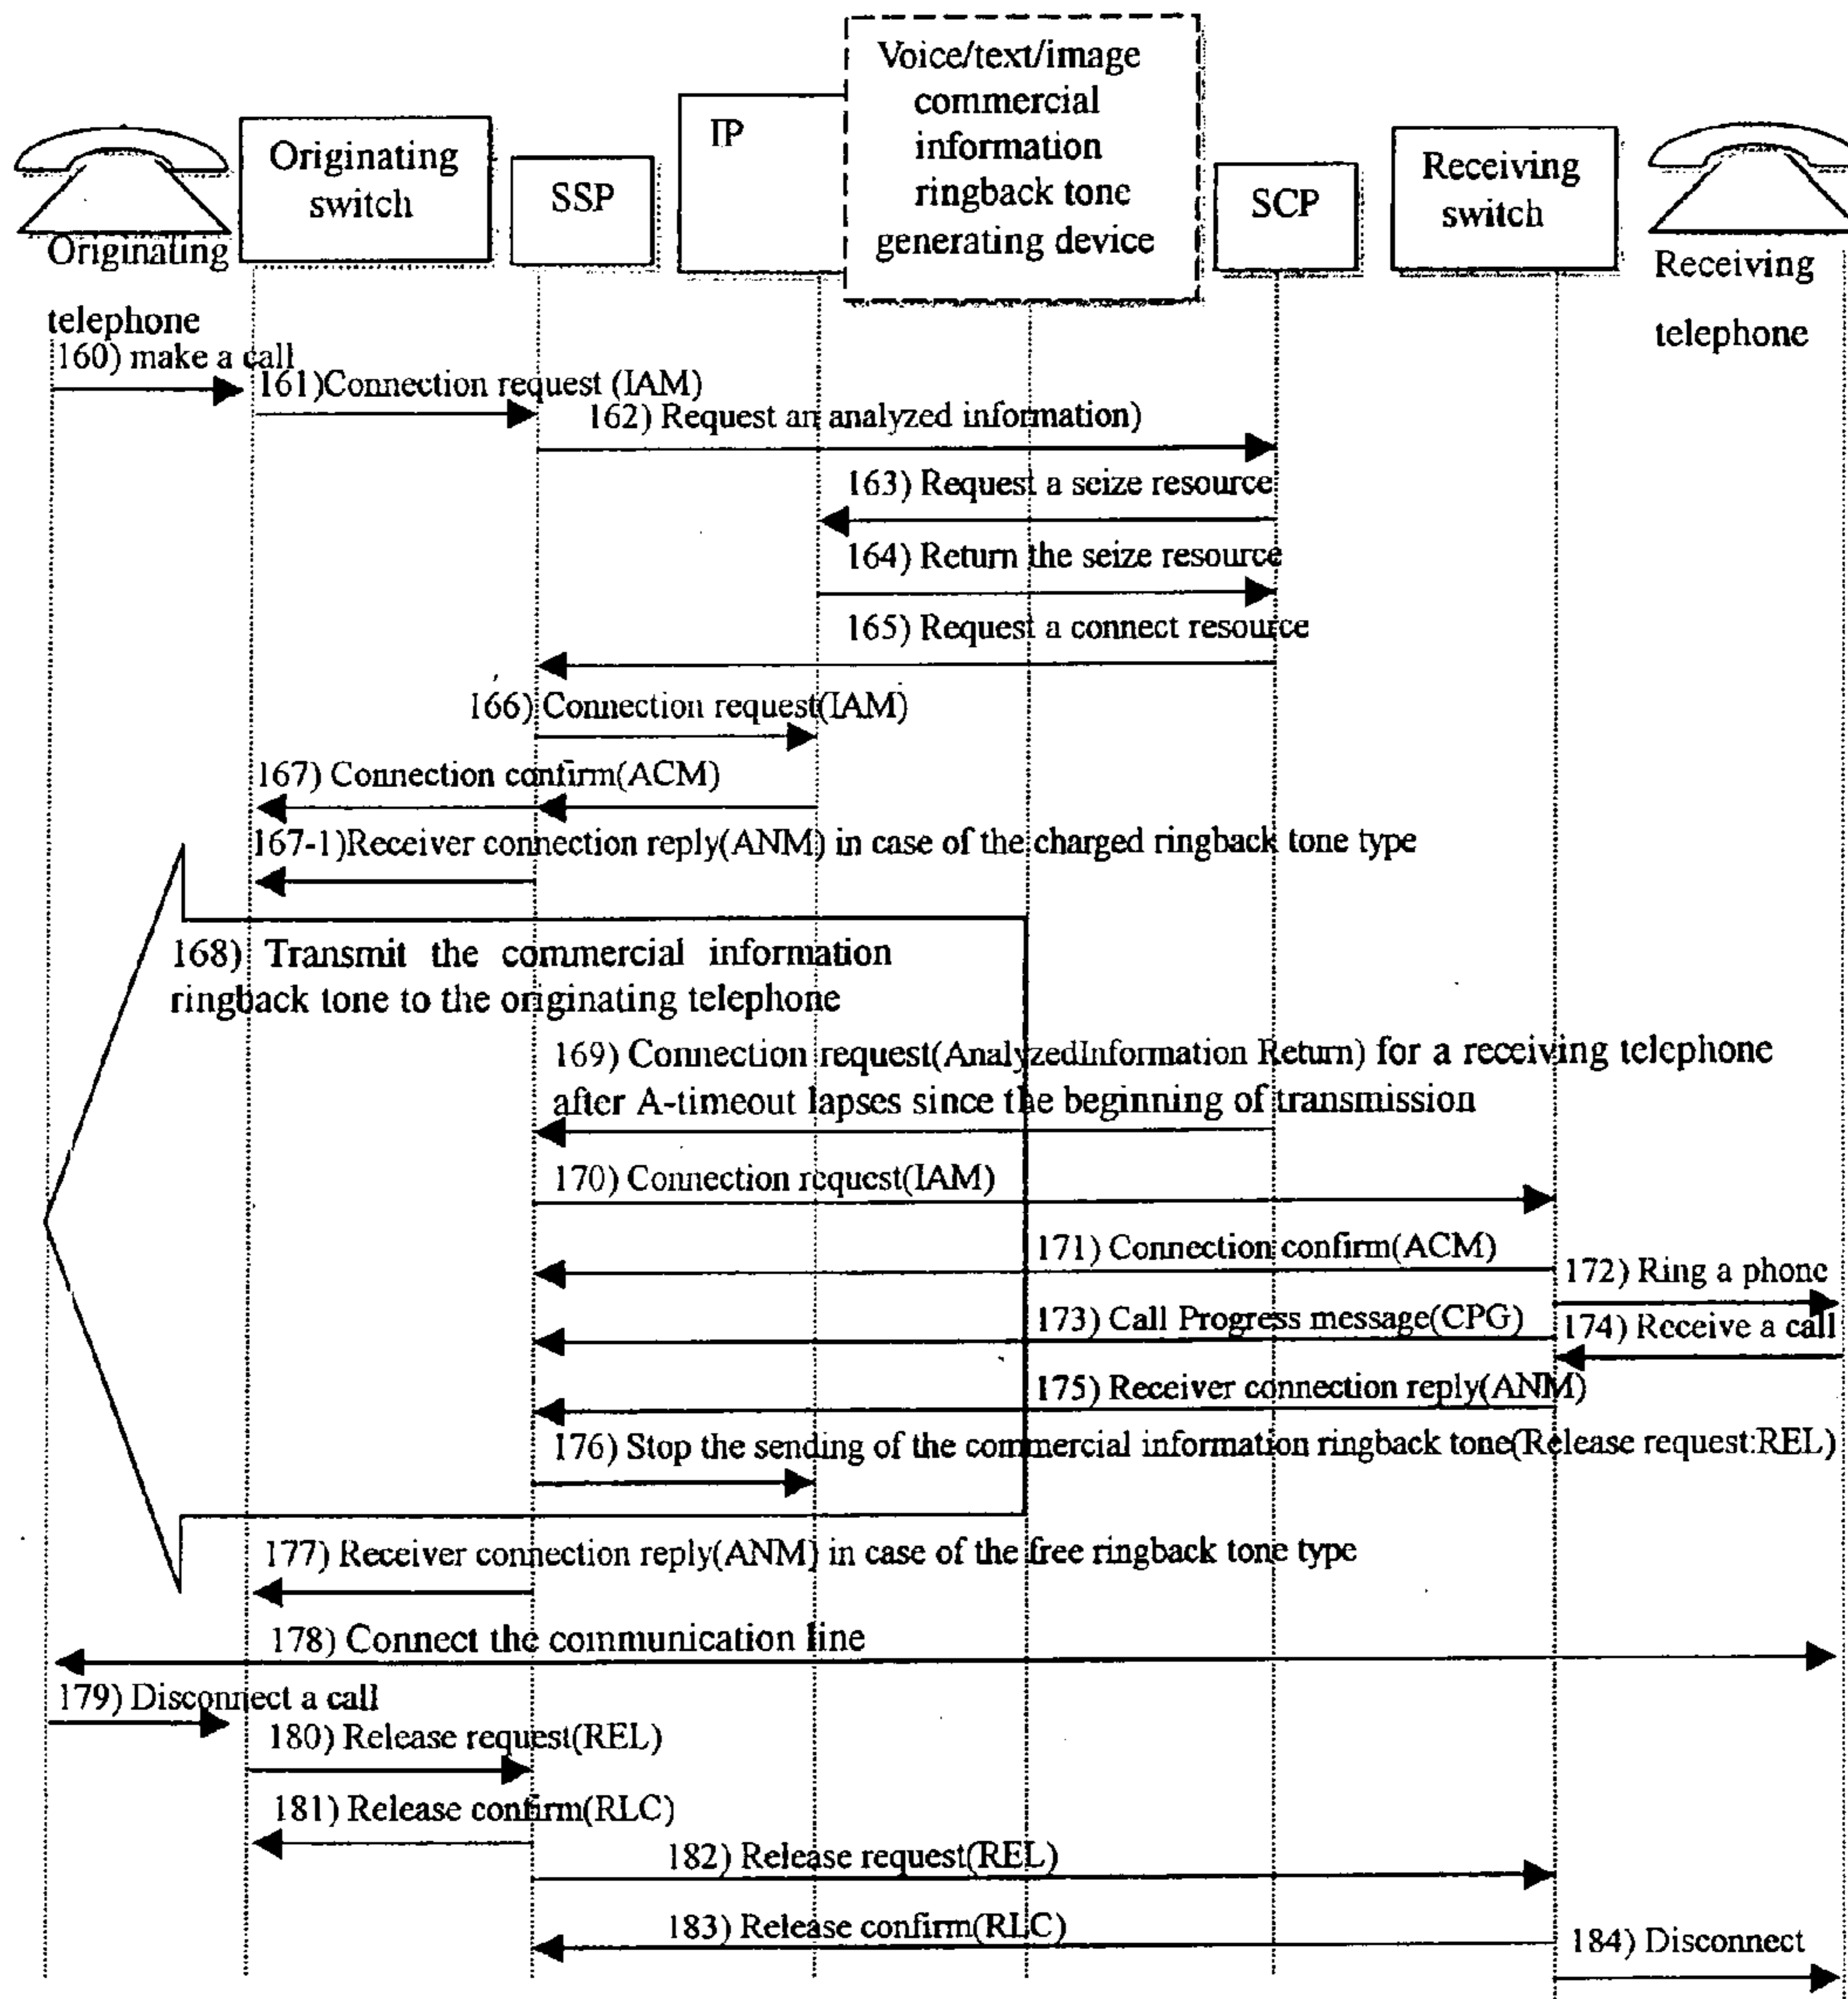 Voice/text/image
commercial
information
ringback tone
generating device
IP
Originating
switch
SSP
SCP
Receiving
switch
Originating
telephone
Receiving
telephone
160) make a call
161)Connection request (IAM)
162) Request an analyzed information)
163) Request a seize resource
164) Return the seize resource
165) Request a connect resource
166) Connection request(IAM)
167) Connection confirm(ACM)
167-1)Receiver connection reply(ANM) in case of the charged ringback tone type
168) Transmit the commercial information
ringback tone to the originating telephone
169) Connection request(AnalyzedInformation Return) for a receiving telephone
after A-timeout lapses since the beginning of transmission
170) Connection request(IAM)
171) Connection confirm(ACM)
172) Ring a phone
173) Call Progress message(CPG)
174) Receive a call
175) Receiver connection reply(ANM)
176) Stop the sending of the commercial information ringback tone(Release request:REL)
177) Receiver connection reply(ANM) in case of the free ringback tone type
178) Connect the communication line
179) Disconnect a call
180) Release request(REL)
181) Release confirm(RLC)
182) Release request(REL)
183) Release confirm(RLC)
184) Disconnect